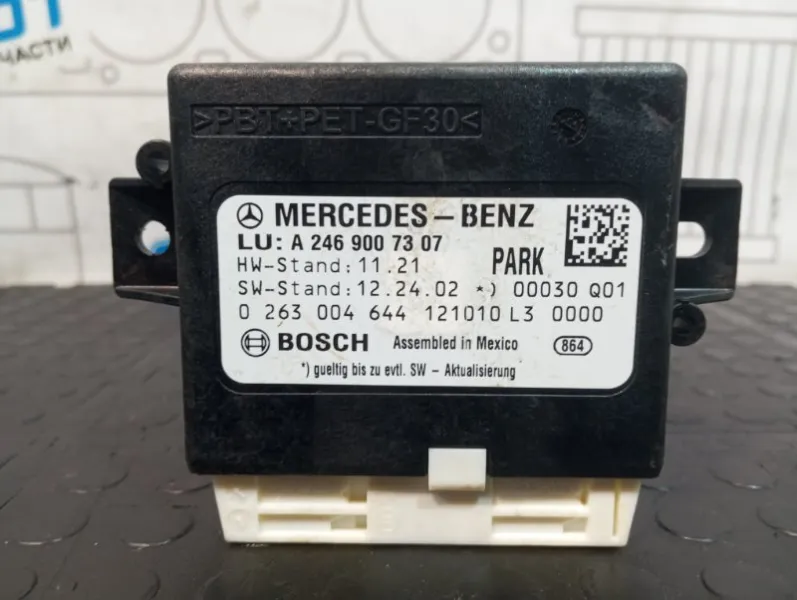 ЧАСТИ
>PBT+PET-GF30<
MERCEDES-BENZ
LU: A 246 900 73 07
PARK
HW-Stand: 11.21
SW-Stand: 12.24.02 *) 00030 Q01
0 263 004 644 121010 L3 0000
BOSCH Assembled in Mexico 864
*) gueltig bis zu evtl. SW - Aktualisierung